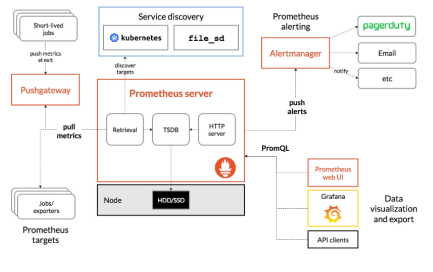 Short-lived
jobs
push metrics
at exit
Pushgateway
pull
metrics
Jobs/
exporters
Prometheus
targets
Service discovery
kubernetes
file_sd
discover
targets
Prometheus server
Retrieval
TSDB
HTTP
server
Node
HDD/SSD
Prometheus
alerting
Alertmanager
push
alerts
pagerduty
Email
notify
etc
PromQL
Prometheus
web UI
Grafana
API clients
Data
visualization
and export